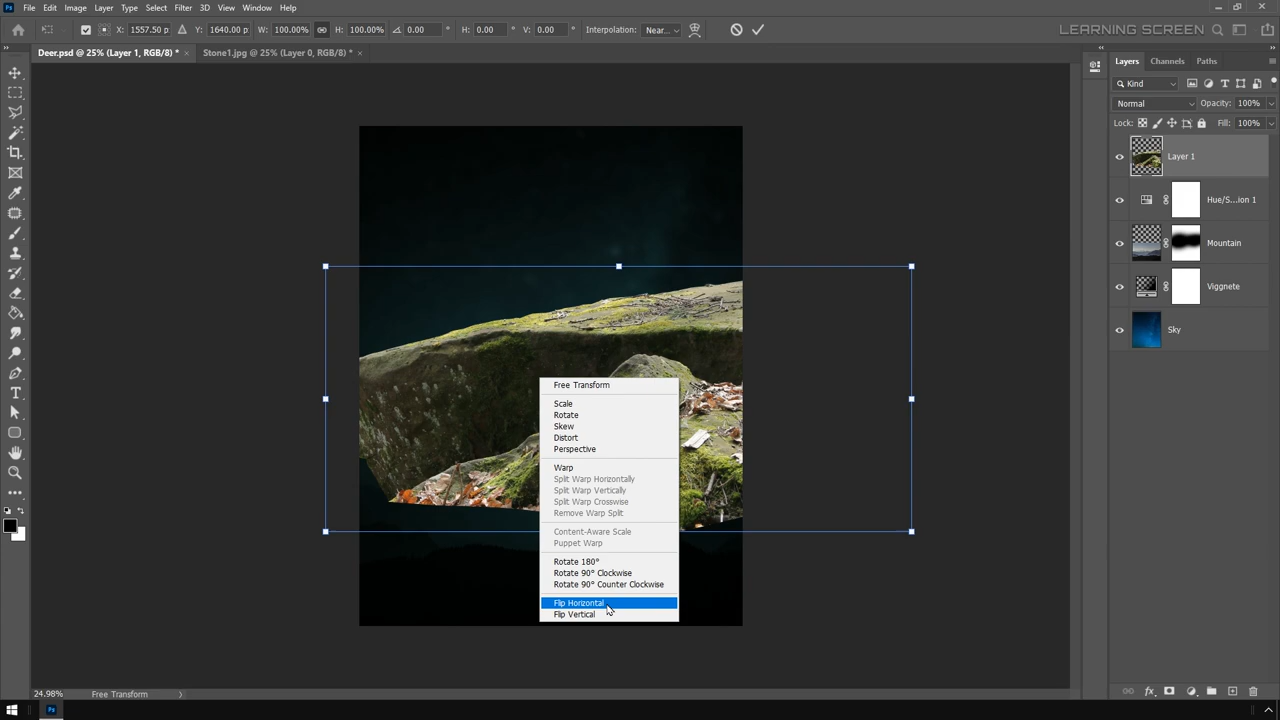 File Edit Image Layer Type Select Filter 3D View Window Help
X: 1557.50 p Y: 1640.00 p W: 100.00% H: 100.00% 0.00 ° H: 0.00 ° V: 0.00 ° Interpolation: Near... LEARNING SCREEN
Deer.psd @ 25% (Layer 1, RGB/8) * × Stone1.jpg @ 25% (Layer 0, RGB/8) * ×
Layers Channels Paths
Kind
Normal Opacity: 100%
Lock: Fill: 100%
Layer 1
Hue/S...ion 1
Mountain
Viggnete
Sky
Free Transform
Scale
Rotate
Skew
Distort
Perspective
Warp
Split Warp Horizontally
Split Warp Vertically
Split Warp Crosswise
Remove Warp Split
Content-Aware Scale
Puppet Warp
Rotate 180°
Rotate 90° Clockwise
Rotate 90° Counter Clockwise
Flip Horizontal
Flip Vertical
24.98% Free Transform
Ps